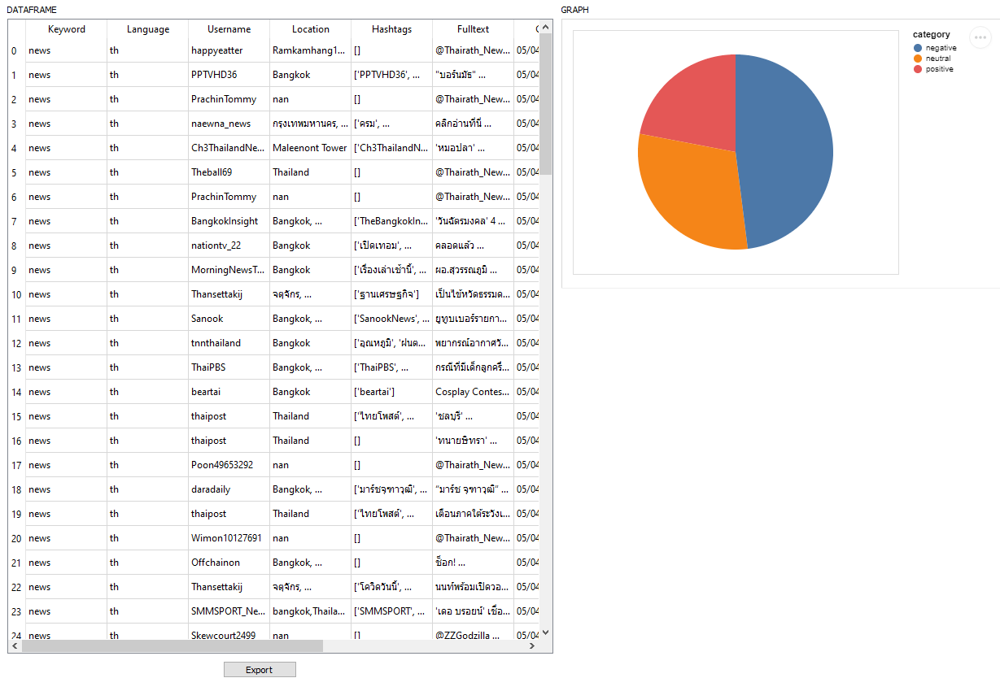 DATAFRAME
GRAPH
Keyword Language Username Location Hashtags Fulltext
0 news th happyeatter Ramkamhang1... [] @Thairath_New... 05/04
1 news th PPTVHD36 Bangkok ['PPTVHD36', ... "บอร์นมัธ" ... 05/04
2 news th PrachinTommy nan [] @Thairath_New... 05/04
3 news th naewna_news กรุงเทพมหานคร, ... ['ครม', ... คลิกอ่านที่นี่ ... 05/04
4 news th Ch3ThailandNe... Maleenont Tower ['Ch3ThailandN... 'หมอปลา' ... 05/04
5 news th Theball69 Thailand [] @Thairath_New... 05/04
6 news th PrachinTommy nan [] @Thairath_New... 05/04
7 news th BangkokInsight Bangkok, ... ['TheBangkokIn... 'วันฉัตรมงคล' 4 ... 05/04
8 news th nationtv_22 Bangkok ['เปิดเทอม', ... คลอดแล้ว ... 05/04
9 news th MorningNewsT... Bangkok ['เรื่องเล่าเช้านี้', ... ผอ.สุวรรณภูมิ ... 05/04
10 news th Thansettakij จตุจักร, ... ['ฐานเศรษฐกิจ'] เป็นไข้หวัดธรรมด... 05/04
11 news th Sanook Bangkok, ... ['SanookNews', ... ยูทูบเบอร์รายกา... 05/04
12 news th tnnthailand Bangkok ['อุณหภูมิ', 'ฝนต... พยากรณ์อากาศวั... 05/04
13 news th ThaiPBS Bangkok, ... ['ThaiPBS', ... กรณีที่มีเด็กลูกครึ่... 05/04
14 news th beartai Bangkok ['beartai'] Cosplay Contes... 05/04
15 news th thaipost Thailand ['ไทยโพสต์', ... 'ชลบุรี' ... 05/04
16 news th thaipost Thailand [] 'ทนายษิทรา' ... 05/04
17 news th Poon49653292 nan [] @Thairath_New... 05/04
18 news th daradaily Bangkok, ... ['มาร์ชจุฑาวุฒิ', ... "มาร์ช จุฑาวุฒิ" ... 05/04
19 news th thaipost Thailand ['ไทยโพสต์', ... เตือนภาคใต้ระวังเ... 05/04
20 news th Wimon10127691 nan [] @Thairath_New... 05/04
21 news th Offchainon Bangkok, ... [] ช็อก! ... 05/04
22 news th Thansettakij จตุจักร, ... ['โควิดวันนี้', ... นนท์พร้อมเปิดวอ... 05/04
23 news th SMMSPORT_Ne... bangkok,Thaila... ['SMMSPORT', ... 'เดอ บรอยน์' เชื่อ... 05/04
24 news th Skewcourt2499 nan [] @ZZGodzilla ... 05/04
Export
category
negative
neutral
positive